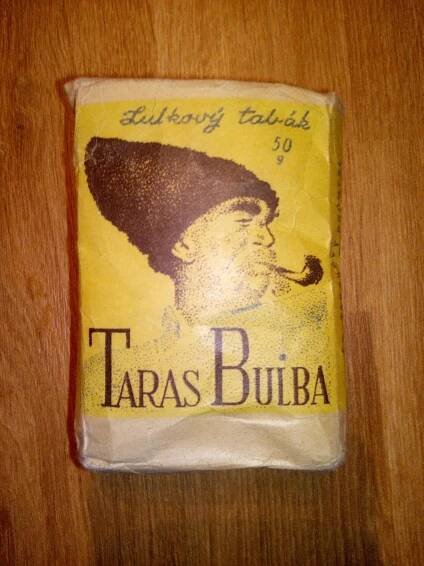 Lulkový tabák
50
g
TARAS BULBA